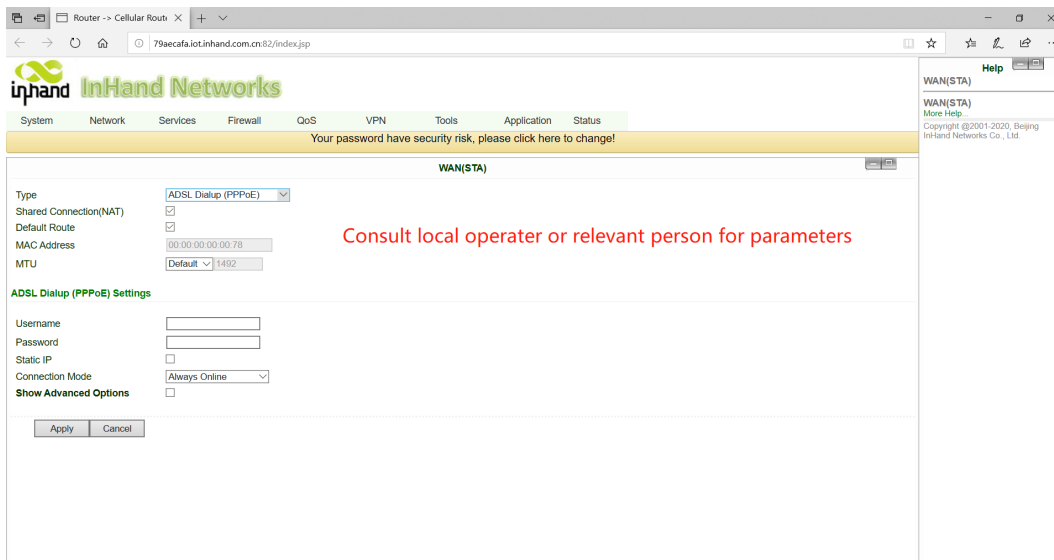 Router -> Cellular Route
79aecafa.iot.inhand.com.cn:82/index.jsp
inhand InHand Networks
System Network Services Firewall QoS VPN Tools Application Status
Your password have security risk, please click here to change!
WAN(STA)
Type ADSL Dialup (PPPoE)
Shared Connection(NAT)
Default Route
MAC Address 00:00:00:00:00:78
MTU Default 1492
Consult local operater or relevant person for parameters
ADSL Dialup (PPPoE) Settings
Username
Password
Static IP
Connection Mode Always Online
Show Advanced Options
Apply Cancel
Help
WAN(STA)
WAN(STA)
More Help...
Copyright @2001-2020, Beijing
InHand Networks Co., Ltd.